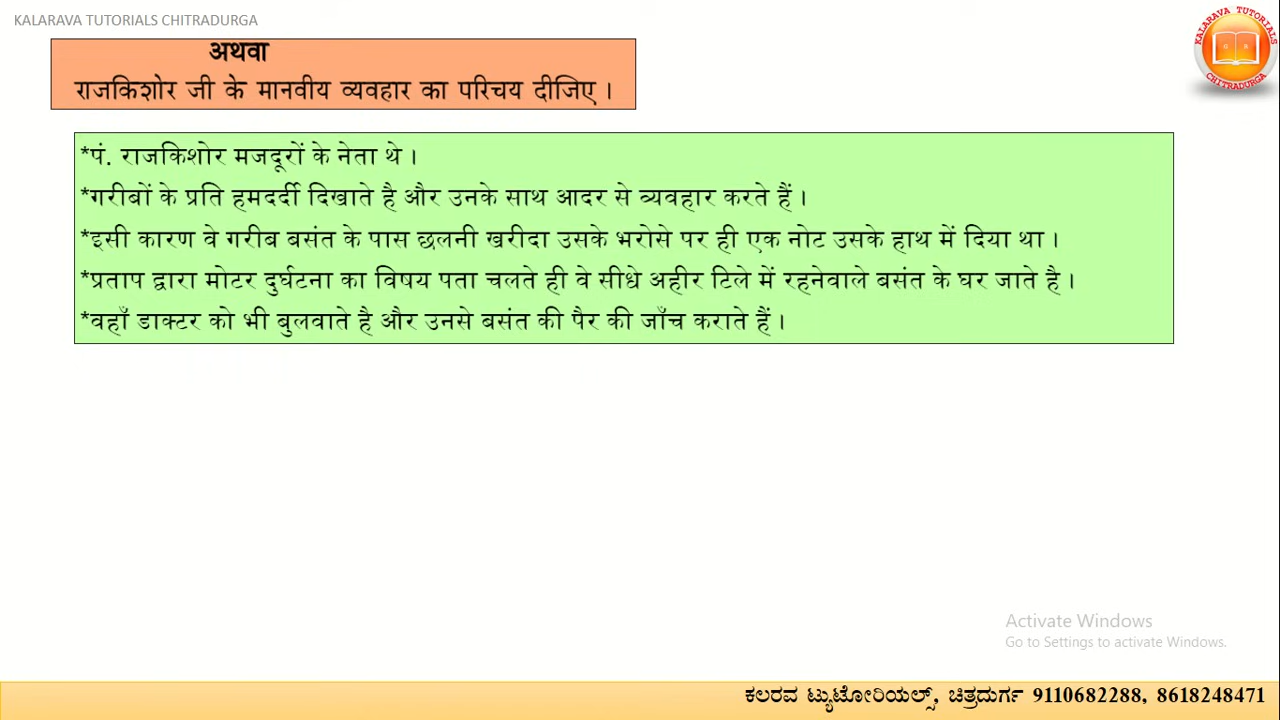 KALARAVA TUTORIALS CHITRADURGA
KALARAVA TUTORIALS
CHITRADURGA
अथवा
राजकिशोर जी के मानवीय व्यवहार का परिचय दीजिए ।
*पं. राजकिशोर मजदूरों के नेता थे ।
*गरीबों के प्रति हमदर्दी दिखाते है और उनके साथ आदर से व्यवहार करते हैं ।
*इसी कारण वे गरीब बसंत के पास छलनी खरीदा उसके भरोसे पर ही एक नोट उसके हाथ में दिया था ।
*प्रताप द्वारा मोटर दुर्घटना का विषय पता चलते ही वे सीधे अहीर टिले में रहनेवाले बसंत के घर जाते है ।
*वहाँ डाक्टर को भी बुलवाते है और उनसे बसंत की पैर की जाँच कराते हैं ।
Activate Windows
Go to Settings to activate Windows.
ಕಲರವ ಟ್ಯುಟೋರಿಯಲ್ಸ್, ಚಿತ್ರದುರ್ಗ 9110682288, 8618248471